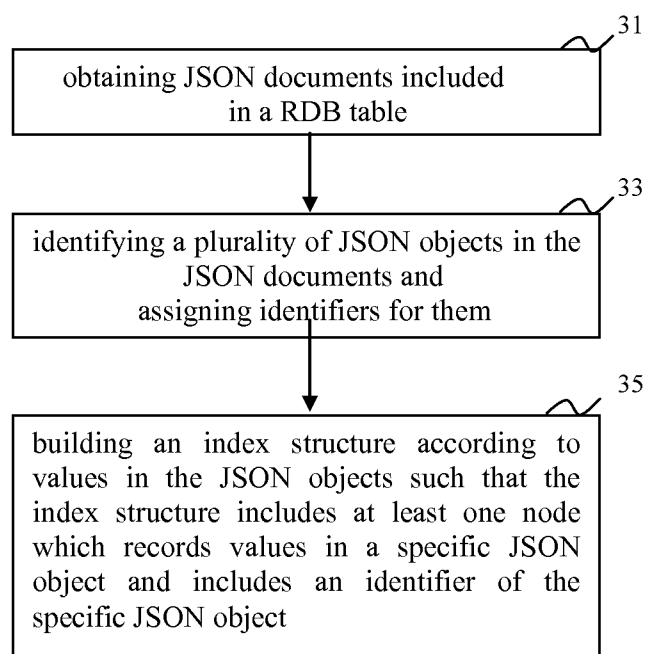 31
obtaining JSON documents included
in a RDB table
33
identifying a plurality of JSON objects in the
JSON documents and
assigning identifiers for them
35
building an index structure according to
values in the JSON objects such that the
index structure includes at least one node
which records values in a specific JSON
object and includes an identifier of the
specific JSON object